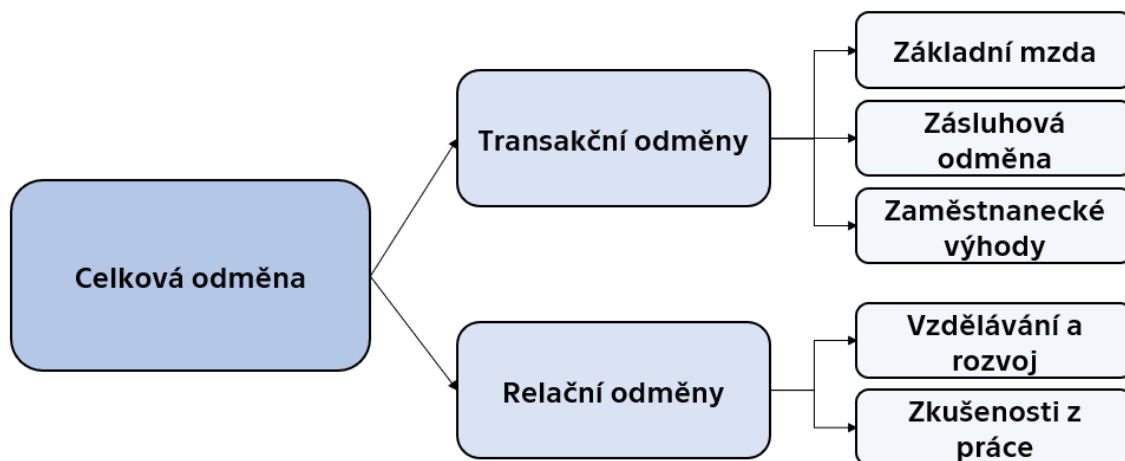 Celková odměna
Transakční odměny
Základní mzda
Zásluhová
odměna
Zaměstnanecké
výhody
Relační odměny
Vzdělávání a
rozvoj
Zkušenosti z
práce